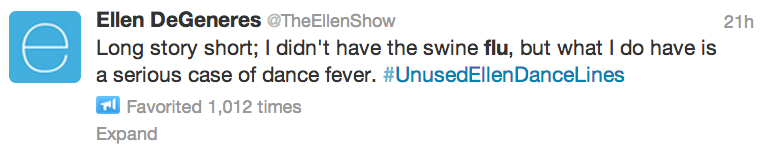 Ellen DeGeneres @TheEllenShow 21h
Long story short; I didn't have the swine flu, but what I do have is
a serious case of dance fever. #UnusedEllenDanceLines
Favorited 1,012 times
Expand